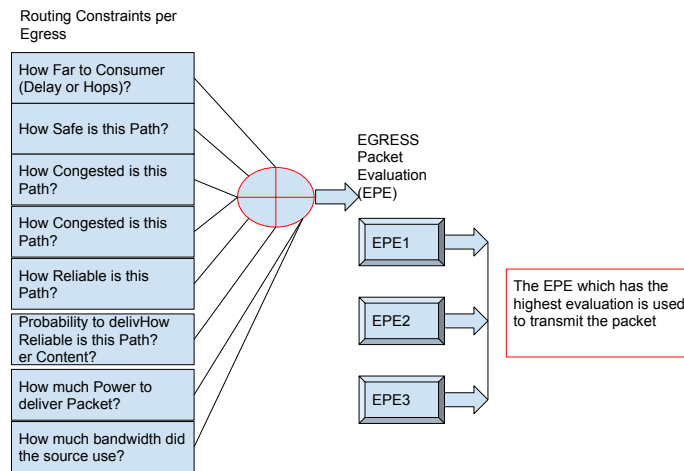 Routing Constraints per
Egress
How Far to Consumer
(Delay or Hops)?
How Safe is this Path?
How Congested is this
Path?
How Congested is this
Path?
How Reliable is this
Path?
Probability to delivHow
Reliable is this Path?
er Content?
How much Power to
deliver Packet?
How much bandwidth did
the source use?
EGRESS
Packet
Evaluation
(EPE)
EPE1
EPE2
EPE3
The EPE which has the
highest evaluation is used
to transmit the packet